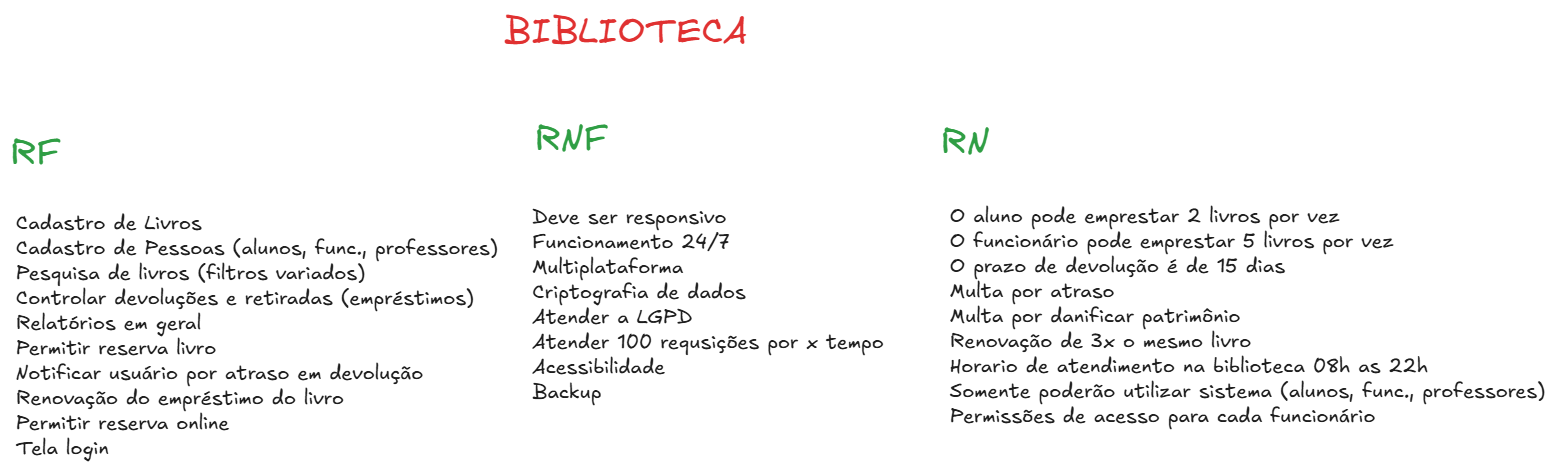 BIBLIOTECA
RF
Cadastro de Livros
Cadastro de Pessoas (alunos, func., professores)
Pesquisa de livros (filtros variados)
Controlar devoluções e retiradas (empréstimos)
Relatórios em geral
Permitir reserva livro
Notificar usuário por atraso em devolução
Renovação do empréstimo do livro
Permitir reserva online
Tela login
RNF
Deve ser responsivo
Funcionamento 24/7
Multiplataforma
Criptografia de dados
Atender a LGPD
Atender 100 requsições por x tempo
Acessibilidade
Backup
RN
O aluno pode emprestar 2 livros por vez
O funcionário pode emprestar 5 livros por vez
O prazo de devolução é de 15 dias
Multa por atraso
Multa por danificar patrimônio
Renovação de 3x o mesmo livro
Horario de atendimento na biblioteca 08h as 22h
Somente poderão utilizar sistema (alunos, func., professores)
Permissões de acesso para cada funcionário